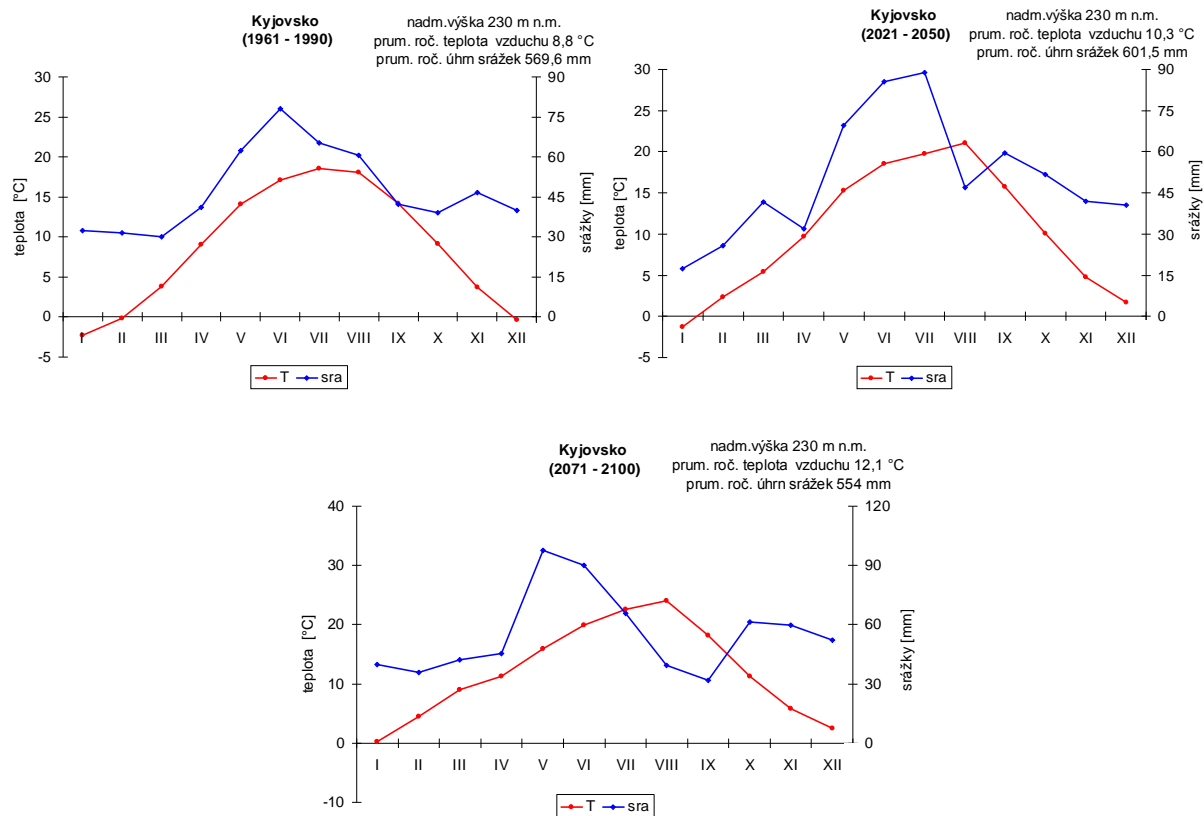 Kyjovsko
(1961 - 1990)
nadm.výška 230 m n.m.
prum. roč. teplota vzduchu 8,8 °C
prum. roč. úhrn srážek 569,6 mm
30
25
20
15
10
5
0
-5
teplota [°C]
90
75
60
45
30
15
0
srážky [mm]
I II III IV V VI VII VIII IX X XI XII
T sra
Kyjovsko
(2021 - 2050)
nadm.výška 230 m n.m.
prum. roč. teplota vzduchu 10,3 °C
prum. roč. úhrn srážek 601,5 mm
30
25
20
15
10
5
0
-5
teplota [°C]
90
75
60
45
30
15
0
srážky [mm]
I II III IV V VI VII VIII IX X XI XII
T sra
Kyjovsko
(2071 - 2100)
nadm.výška 230 m n.m.
prum. roč. teplota vzduchu 12,1 °C
prum. roč. úhrn srážek 554 mm
40
30
20
10
0
-10
teplota [°C]
120
90
60
30
0
srážky [mm]
I II III IV V VI VII VIII IX X XI XII
T sra